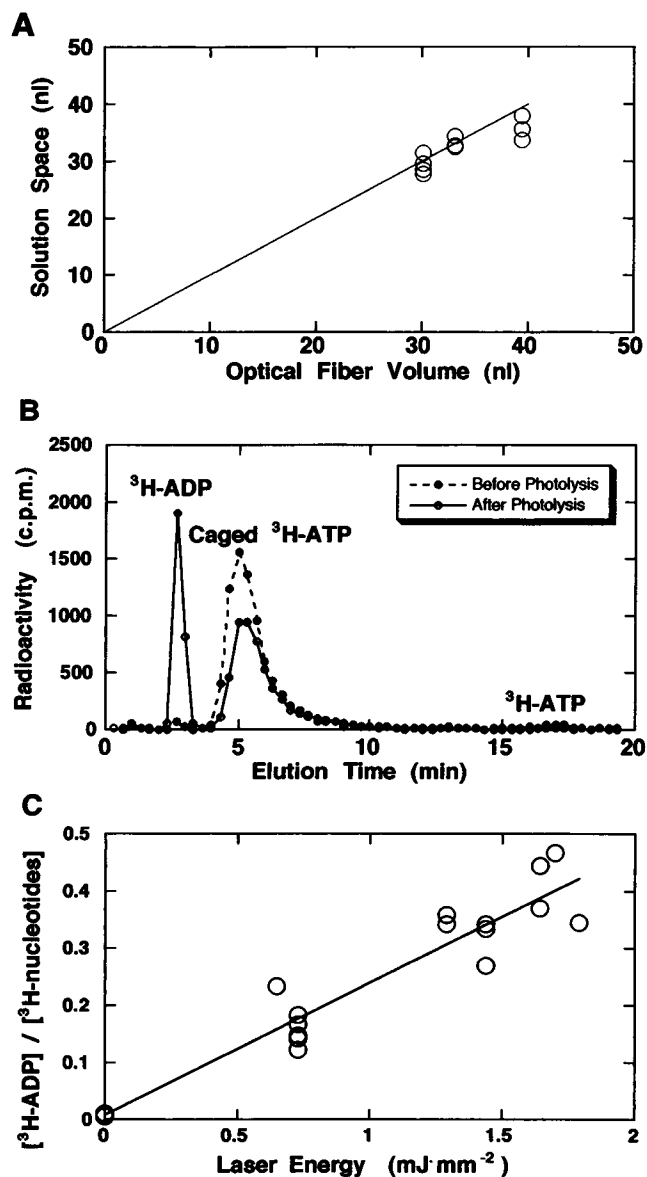 A
50
40
30
20
10
0
Solution Space (nl)
0 10 20 30 40 50
Optical Fiber Volume (nl)
B
2500
2000
1500
1000
500
0
Radioactivity (c.p.m.)
³H-ADP
Caged ³H-ATP
Before Photolysis
After Photolysis
³H-ATP
0 5 10 15 20
Elution Time (min)
C
0.5
0.4
0.3
0.2
0.1
0
[³H-ADP] / [³H-nucleotides]
0 0.5 1 1.5 2
Laser Energy (mJ·mm⁻²)